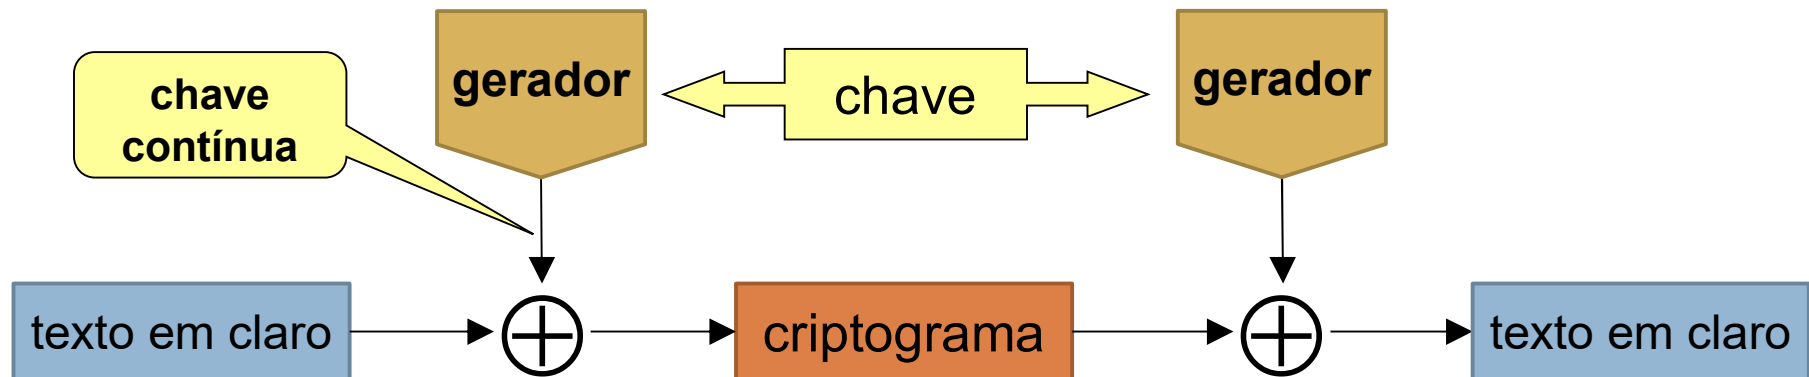 chave
contínua
gerador
chave
gerador
texto em claro
criptograma
texto em claro